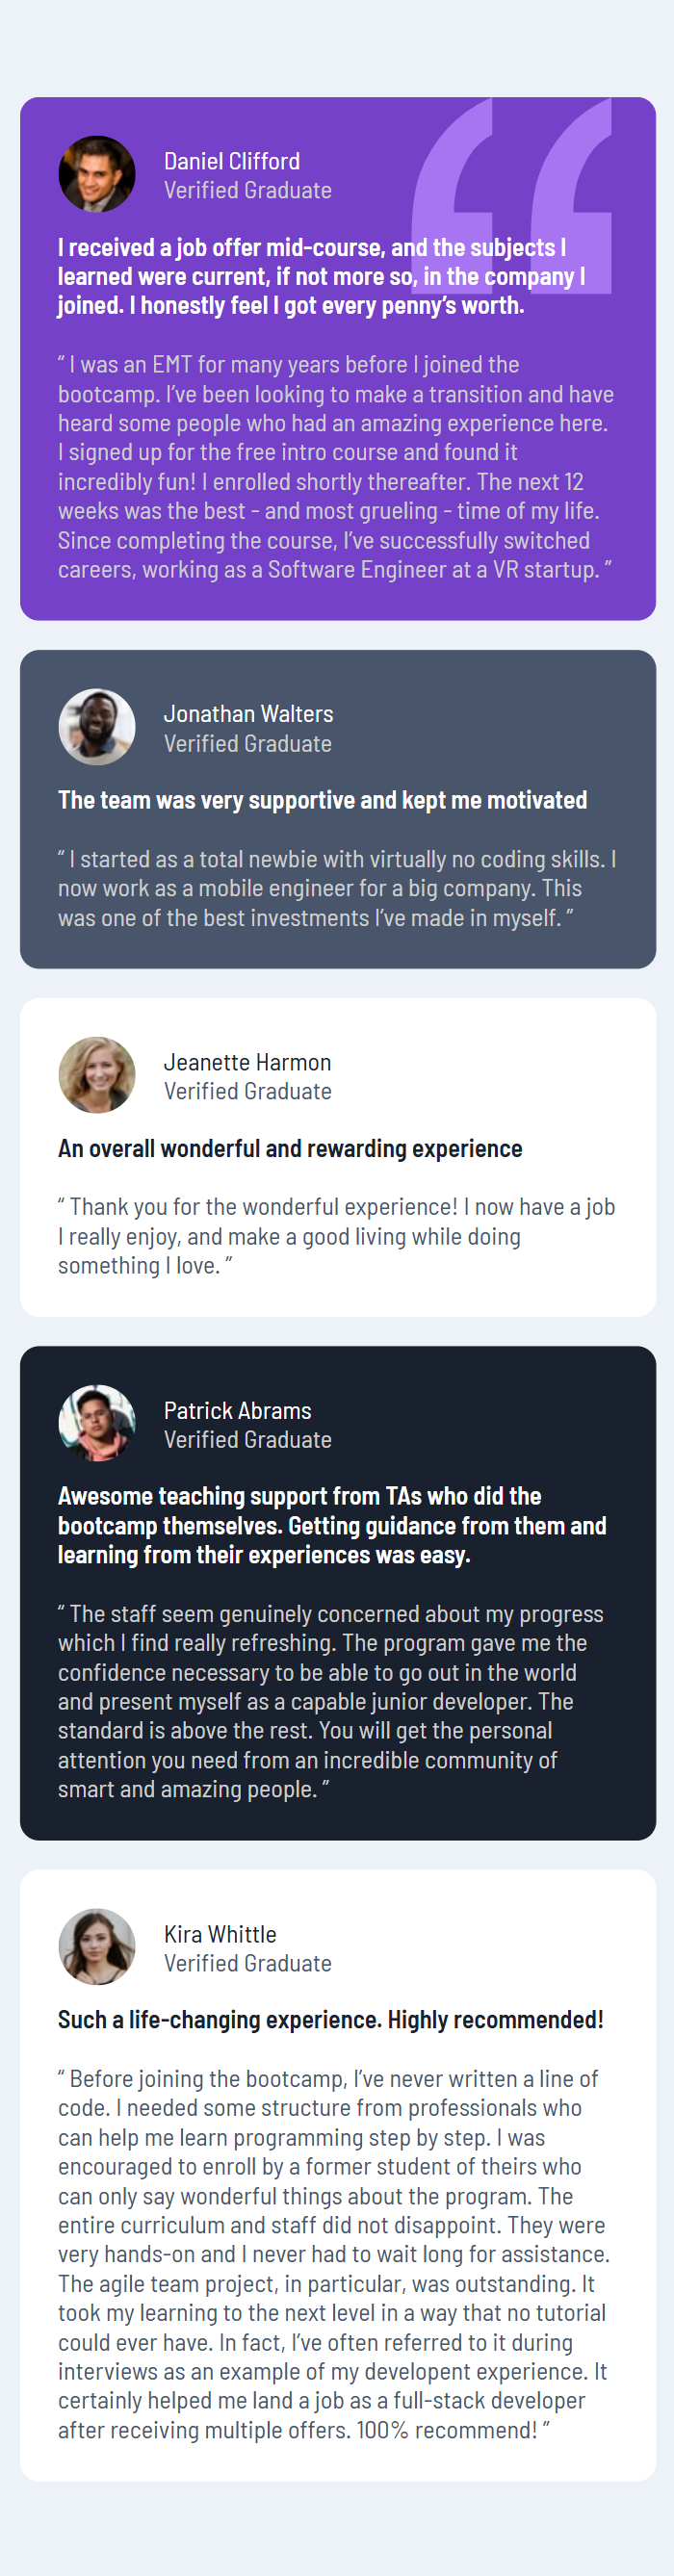 Daniel Clifford
Verified Graduate
I received a job offer mid-course, and the subjects I
learned were current, if not more so, in the company I
joined. I honestly feel I got every penny’s worth.
“ I was an EMT for many years before I joined the
bootcamp. I’ve been looking to make a transition and have
heard some people who had an amazing experience here.
I signed up for the free intro course and found it
incredibly fun! I enrolled shortly thereafter. The next 12
weeks was the best - and most grueling - time of my life.
Since completing the course, I’ve successfully switched
careers, working as a Software Engineer at a VR startup. ”
Jonathan Walters
Verified Graduate
The team was very supportive and kept me motivated
“ I started as a total newbie with virtually no coding skills. I
now work as a mobile engineer for a big company. This
was one of the best investments I’ve made in myself. ”
Jeanette Harmon
Verified Graduate
An overall wonderful and rewarding experience
“ Thank you for the wonderful experience! I now have a job
I really enjoy, and make a good living while doing
something I love. ”
Patrick Abrams
Verified Graduate
Awesome teaching support from TAs who did the
bootcamp themselves. Getting guidance from them and
learning from their experiences was easy.
“ The staff seem genuinely concerned about my progress
which I find really refreshing. The program gave me the
confidence necessary to be able to go out in the world
and present myself as a capable junior developer. The
standard is above the rest. You will get the personal
attention you need from an incredible community of
smart and amazing people. ”
Kira Whittle
Verified Graduate
Such a life-changing experience. Highly recommended!
“ Before joining the bootcamp, I’ve never written a line of
code. I needed some structure from professionals who
can help me learn programming step by step. I was
encouraged to enroll by a former student of theirs who
can only say wonderful things about the program. The
entire curriculum and staff did not disappoint. They were
very hands-on and I never had to wait long for assistance.
The agile team project, in particular, was outstanding. It
took my learning to the next level in a way that no tutorial
could ever have. In fact, I’ve often referred to it during
interviews as an example of my developent experience. It
certainly helped me land a job as a full-stack developer
after receiving multiple offers. 100% recommend! ”